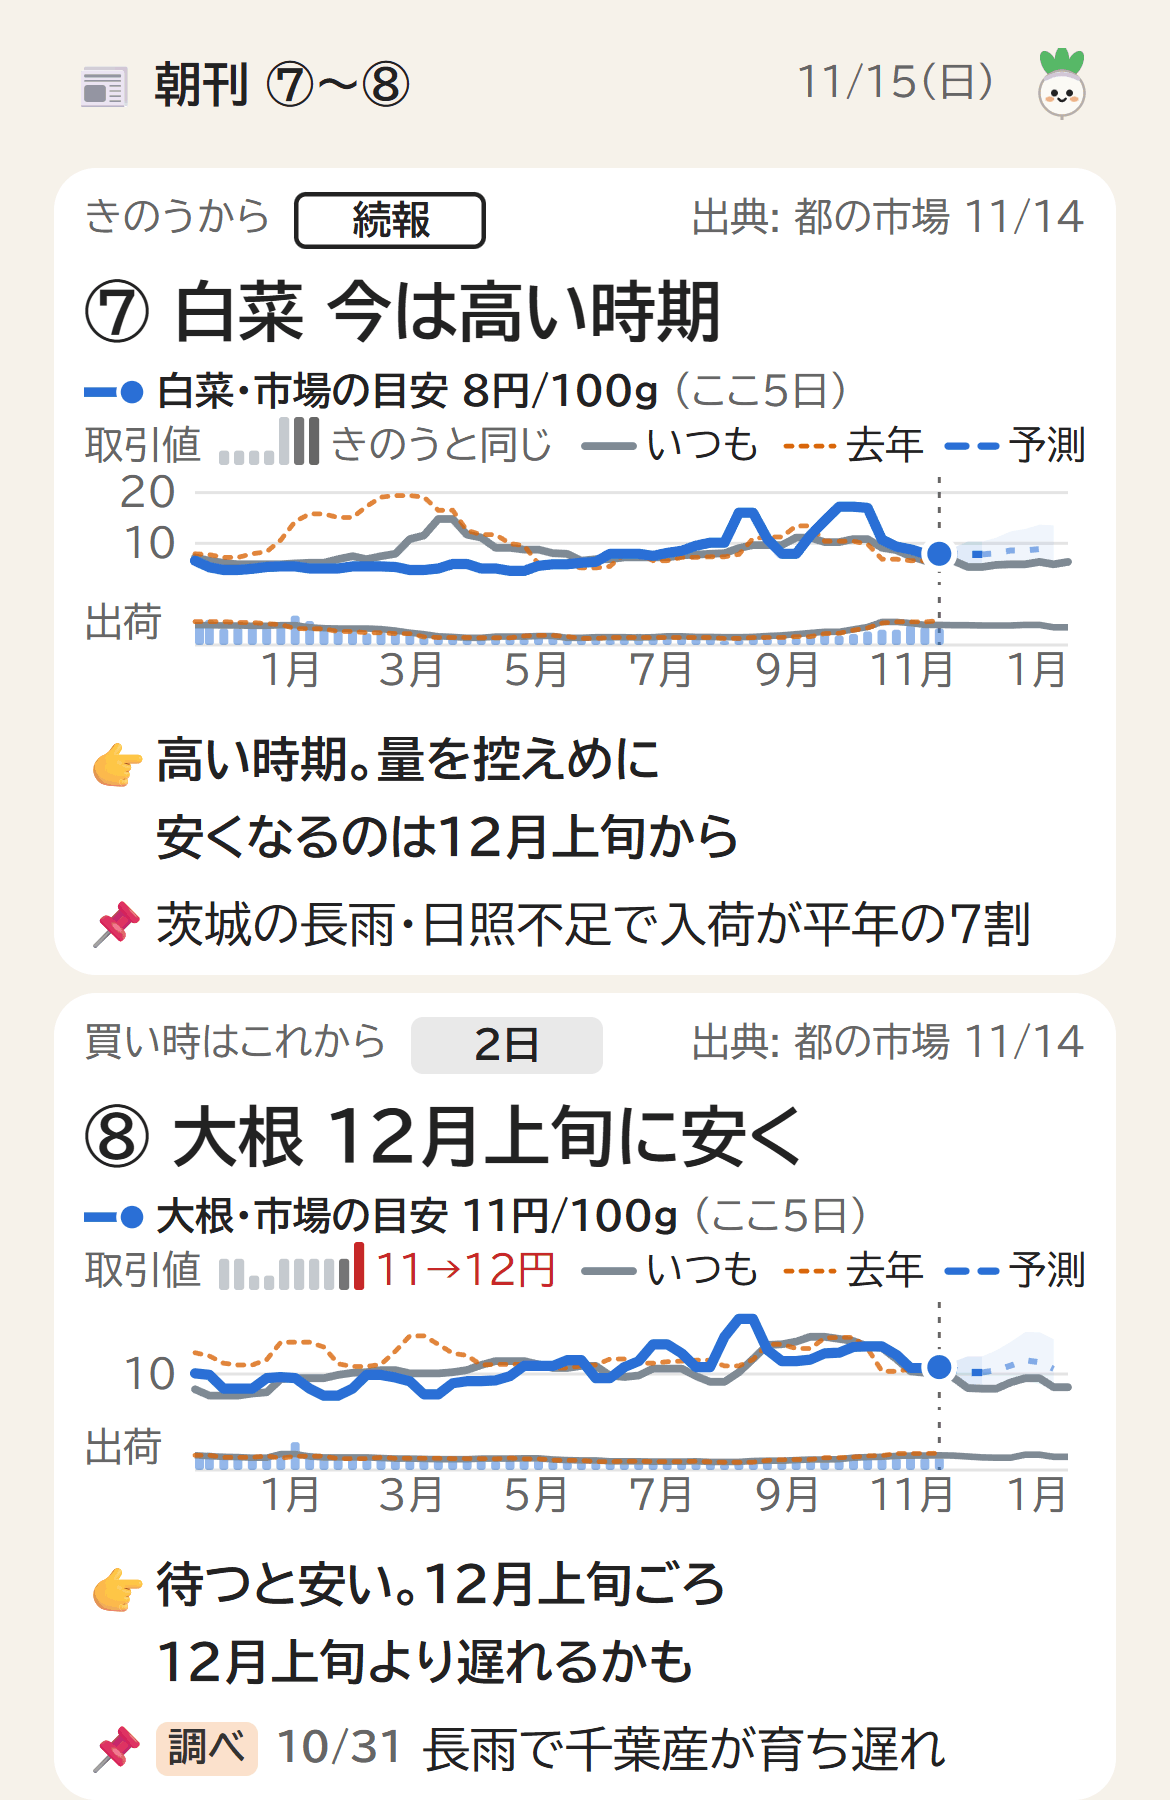 朝刊 ⑦～⑧ 11/15(日)
きのうから 続報 出典: 都の市場 11/14
⑦ 白菜 今は高い時期
白菜・市場の目安 8円/100g (ここ5日)
取引値 きのうと同じ いつも 去年 予測
20
10
出荷
1月 3月 5月 7月 9月 11月 1月
高い時期。量を控えめに
安くなるのは12月上旬から
茨城の長雨・日照不足で入荷が平年の7割
買い時はこれから 2日 出典: 都の市場 11/14
⑧ 大根 12月上旬に安く
大根・市場の目安 11円/100g (ここ5日)
取引値 11→12円 いつも 去年 予測
10
出荷
1月 3月 5月 7月 9月 11月 1月
待つと安い。12月上旬ごろ
12月上旬より遅れるかも
調べ 10/31 長雨で千葉産が育ち遅れ